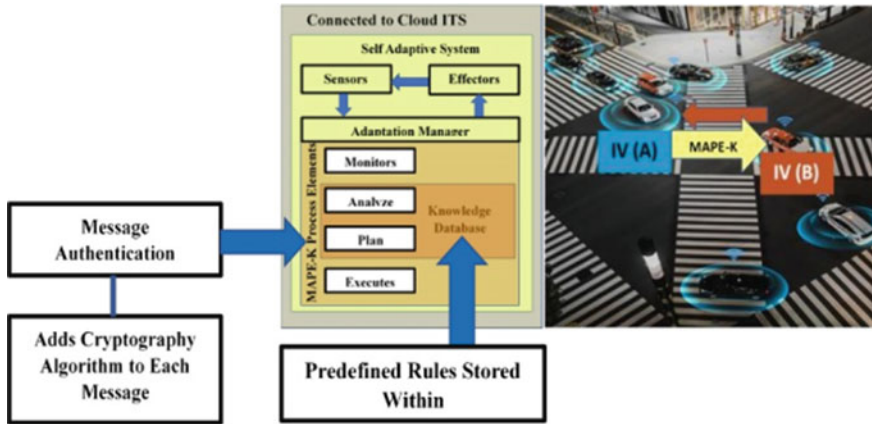 Connected to Cloud ITS
Self Adaptive System
Sensors
Effectors
Adaptation Manager
MAPE-K Process Elements
Monitors
Analyze
Plan
Executes
Knowledge
Database
Message
Authentication
Adds Cryptography
Algorithm to Each
Message
Predefined Rules Stored
Within
IV (A)
MAPE-K
IV (B)